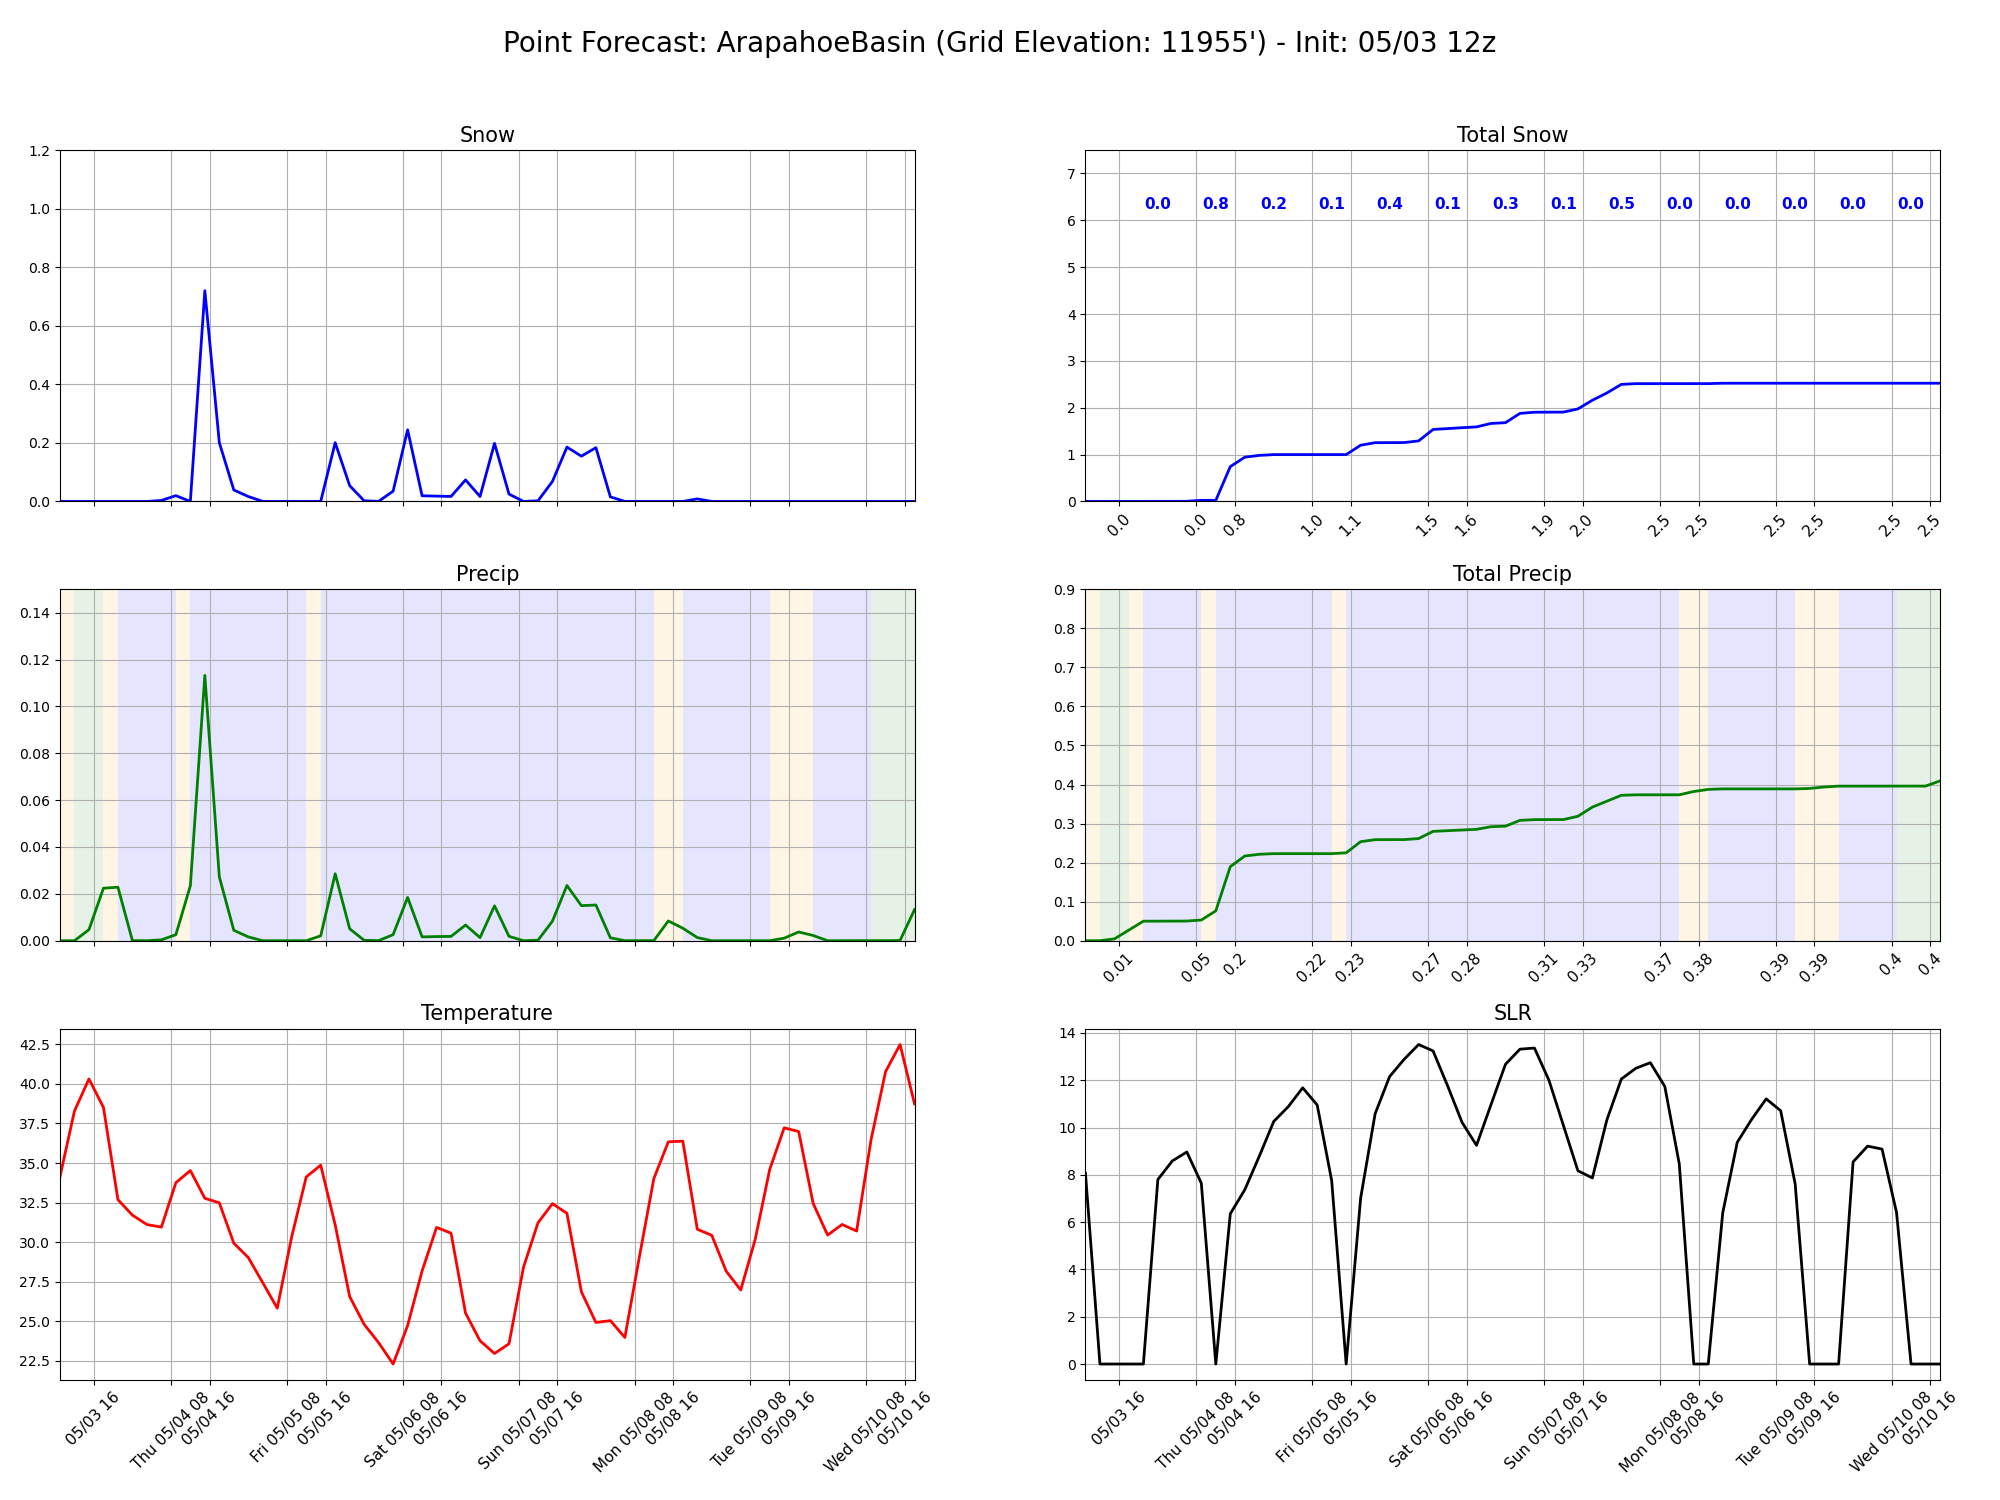 Point Forecast: ArapahoeBasin (Grid Elevation: 11955') - Init: 05/03 12z
Snow
1.2
1.0
0.8
0.6
0.4
0.2
0.0
Total Snow
7
6
5
4
3
2
1
0
0.0 0.8 0.2 0.1 0.4 0.1 0.3 0.1 0.5 0.0 0.0 0.0 0.0 0.0
0.0 0.0 0.8 1.0 1.1 1.5 1.6 1.9 2.0 2.5 2.5 2.5 2.5 2.5 2.5
Precip
0.14
0.12
0.10
0.08
0.06
0.04
0.02
0.00
Total Precip
0.9
0.8
0.7
0.6
0.5
0.4
0.3
0.2
0.1
0.0
0.01 0.05 0.2 0.22 0.23 0.27 0.28 0.31 0.33 0.37 0.38 0.39 0.39 0.4 0.4
Temperature
42.5
40.0
37.5
35.0
32.5
30.0
27.5
25.0
22.5
05/03 16
Thu 05/04 08
05/04 16
Fri 05/05 08
05/05 16
Sat 05/06 08
05/06 16
Sun 05/07 08
05/07 16
Mon 05/08 08
05/08 16
Tue 05/09 08
05/09 16
Wed 05/10 08
05/10 16
SLR
14
12
10
8
6
4
2
0
05/03 16
Thu 05/04 08
05/04 16
Fri 05/05 08
05/05 16
Sat 05/06 08
05/06 16
Sun 05/07 08
05/07 16
Mon 05/08 08
05/08 16
Tue 05/09 08
05/09 16
Wed 05/10 08
05/10 16